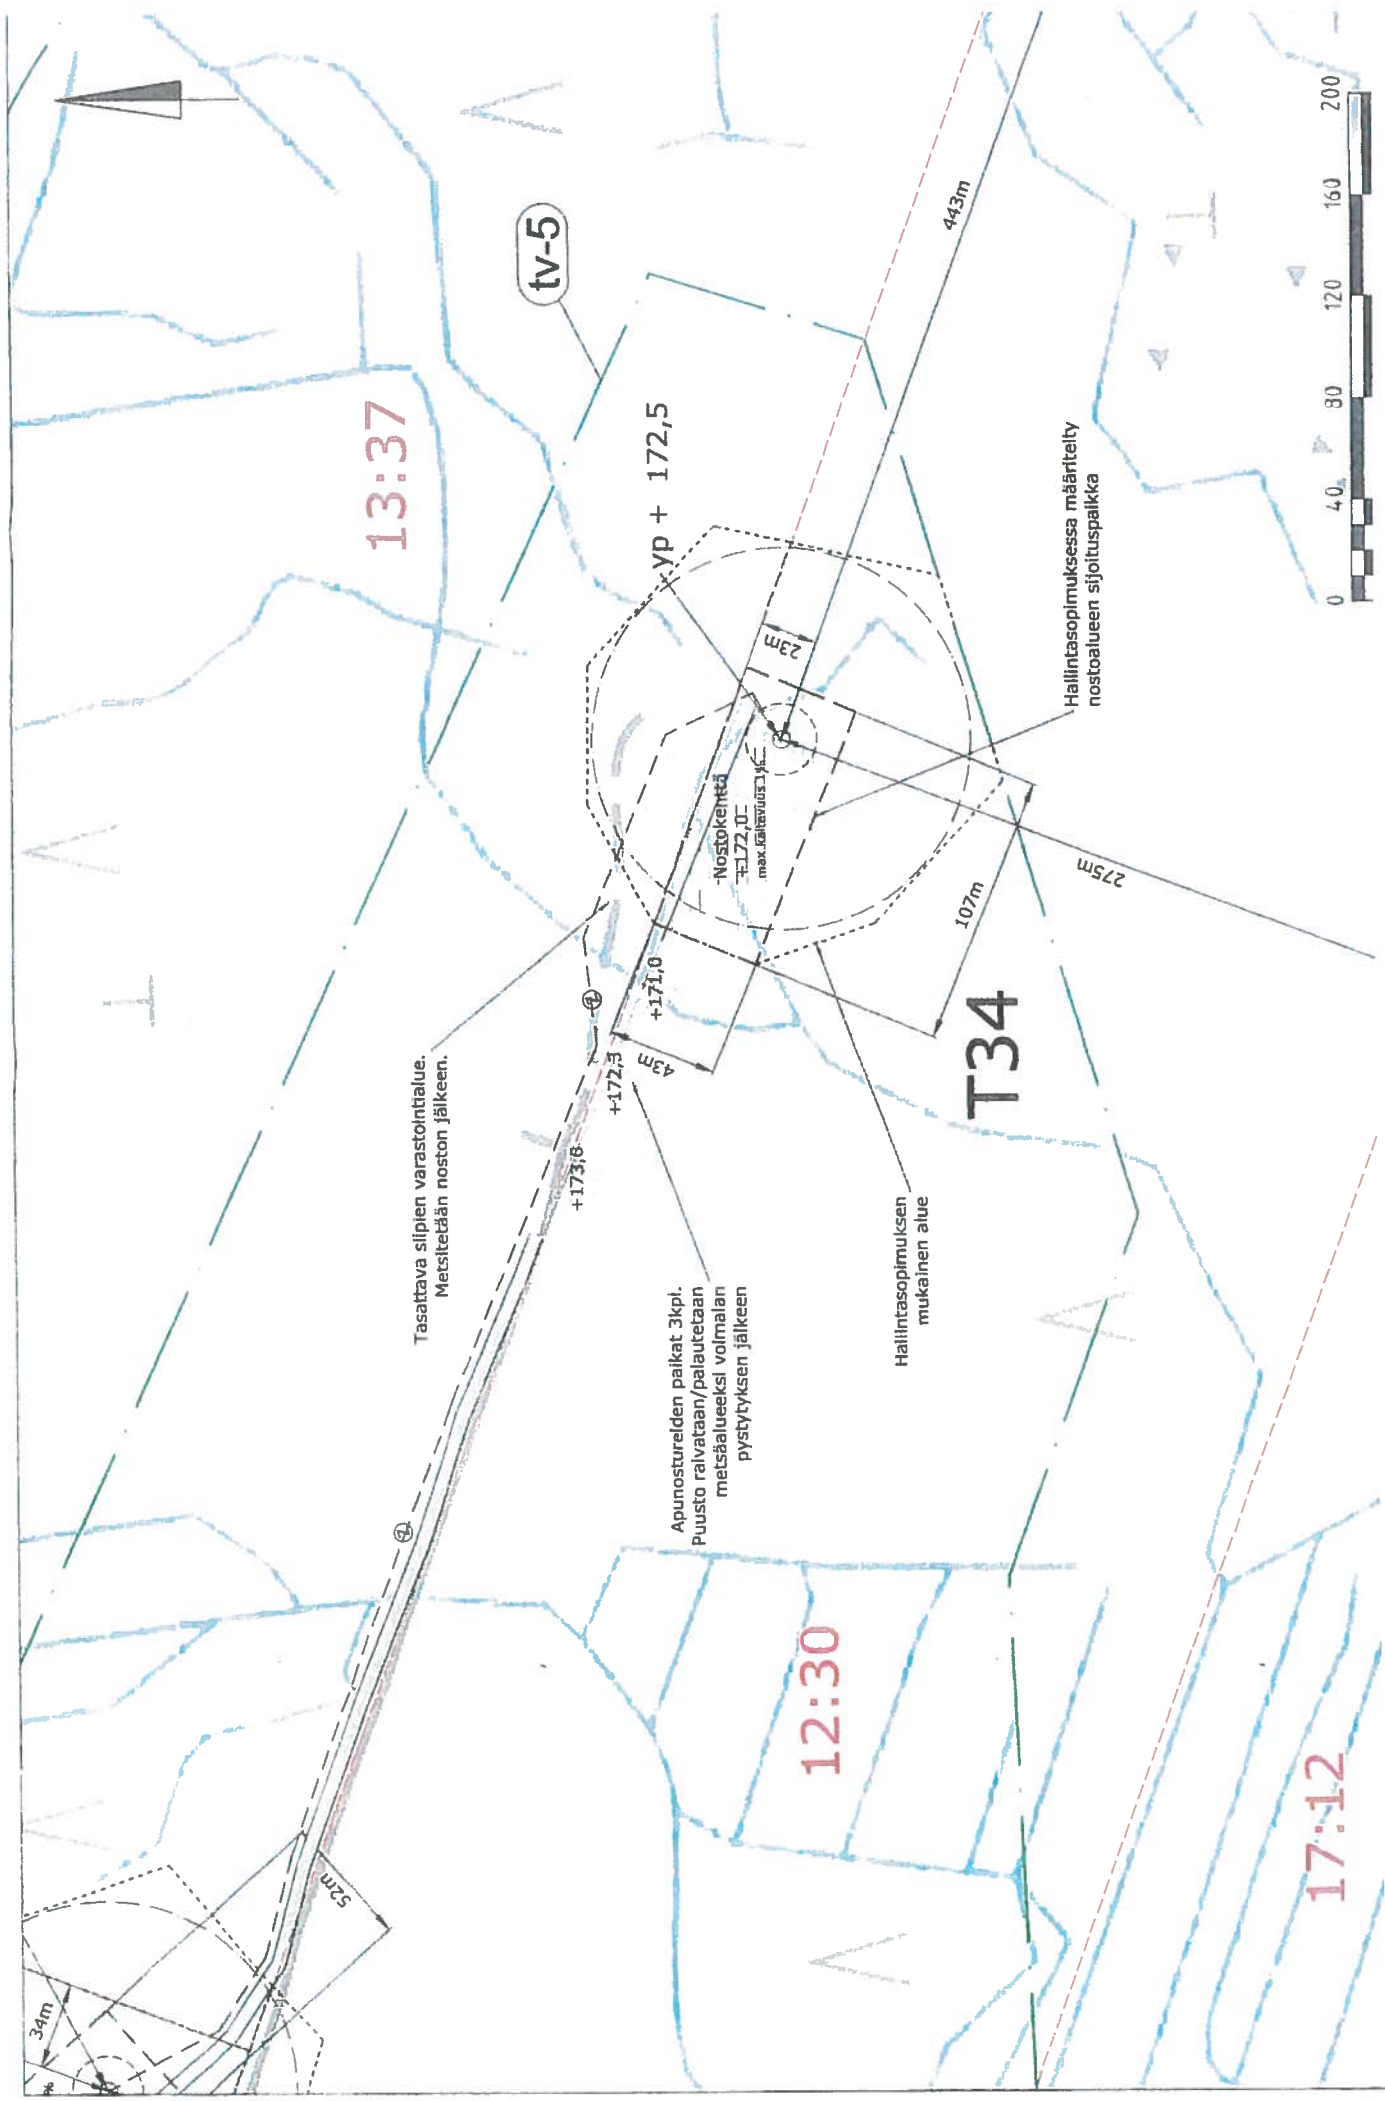 tv-5
13:37
yp + 172,5
443m
23m
-Nostokenttä
+172,0
Hallintasopimuksessa määritelty
nostoalueen sijoituspaikka
275m
107m
T34
43m
+171,0
+172,3
+173,6
Tasattava siipien varastointialue.
Metsitetään noston jälkeen.
Apunostureiden paikat 3kpl.
Puusto raivataan/palautetaan
metsäalueeksi voimalan
pystytyksen jälkeen
Hallintasopimuksen
mukainen alue
12:30
17:12
52m
34m
%
0 40 80 120 160 200